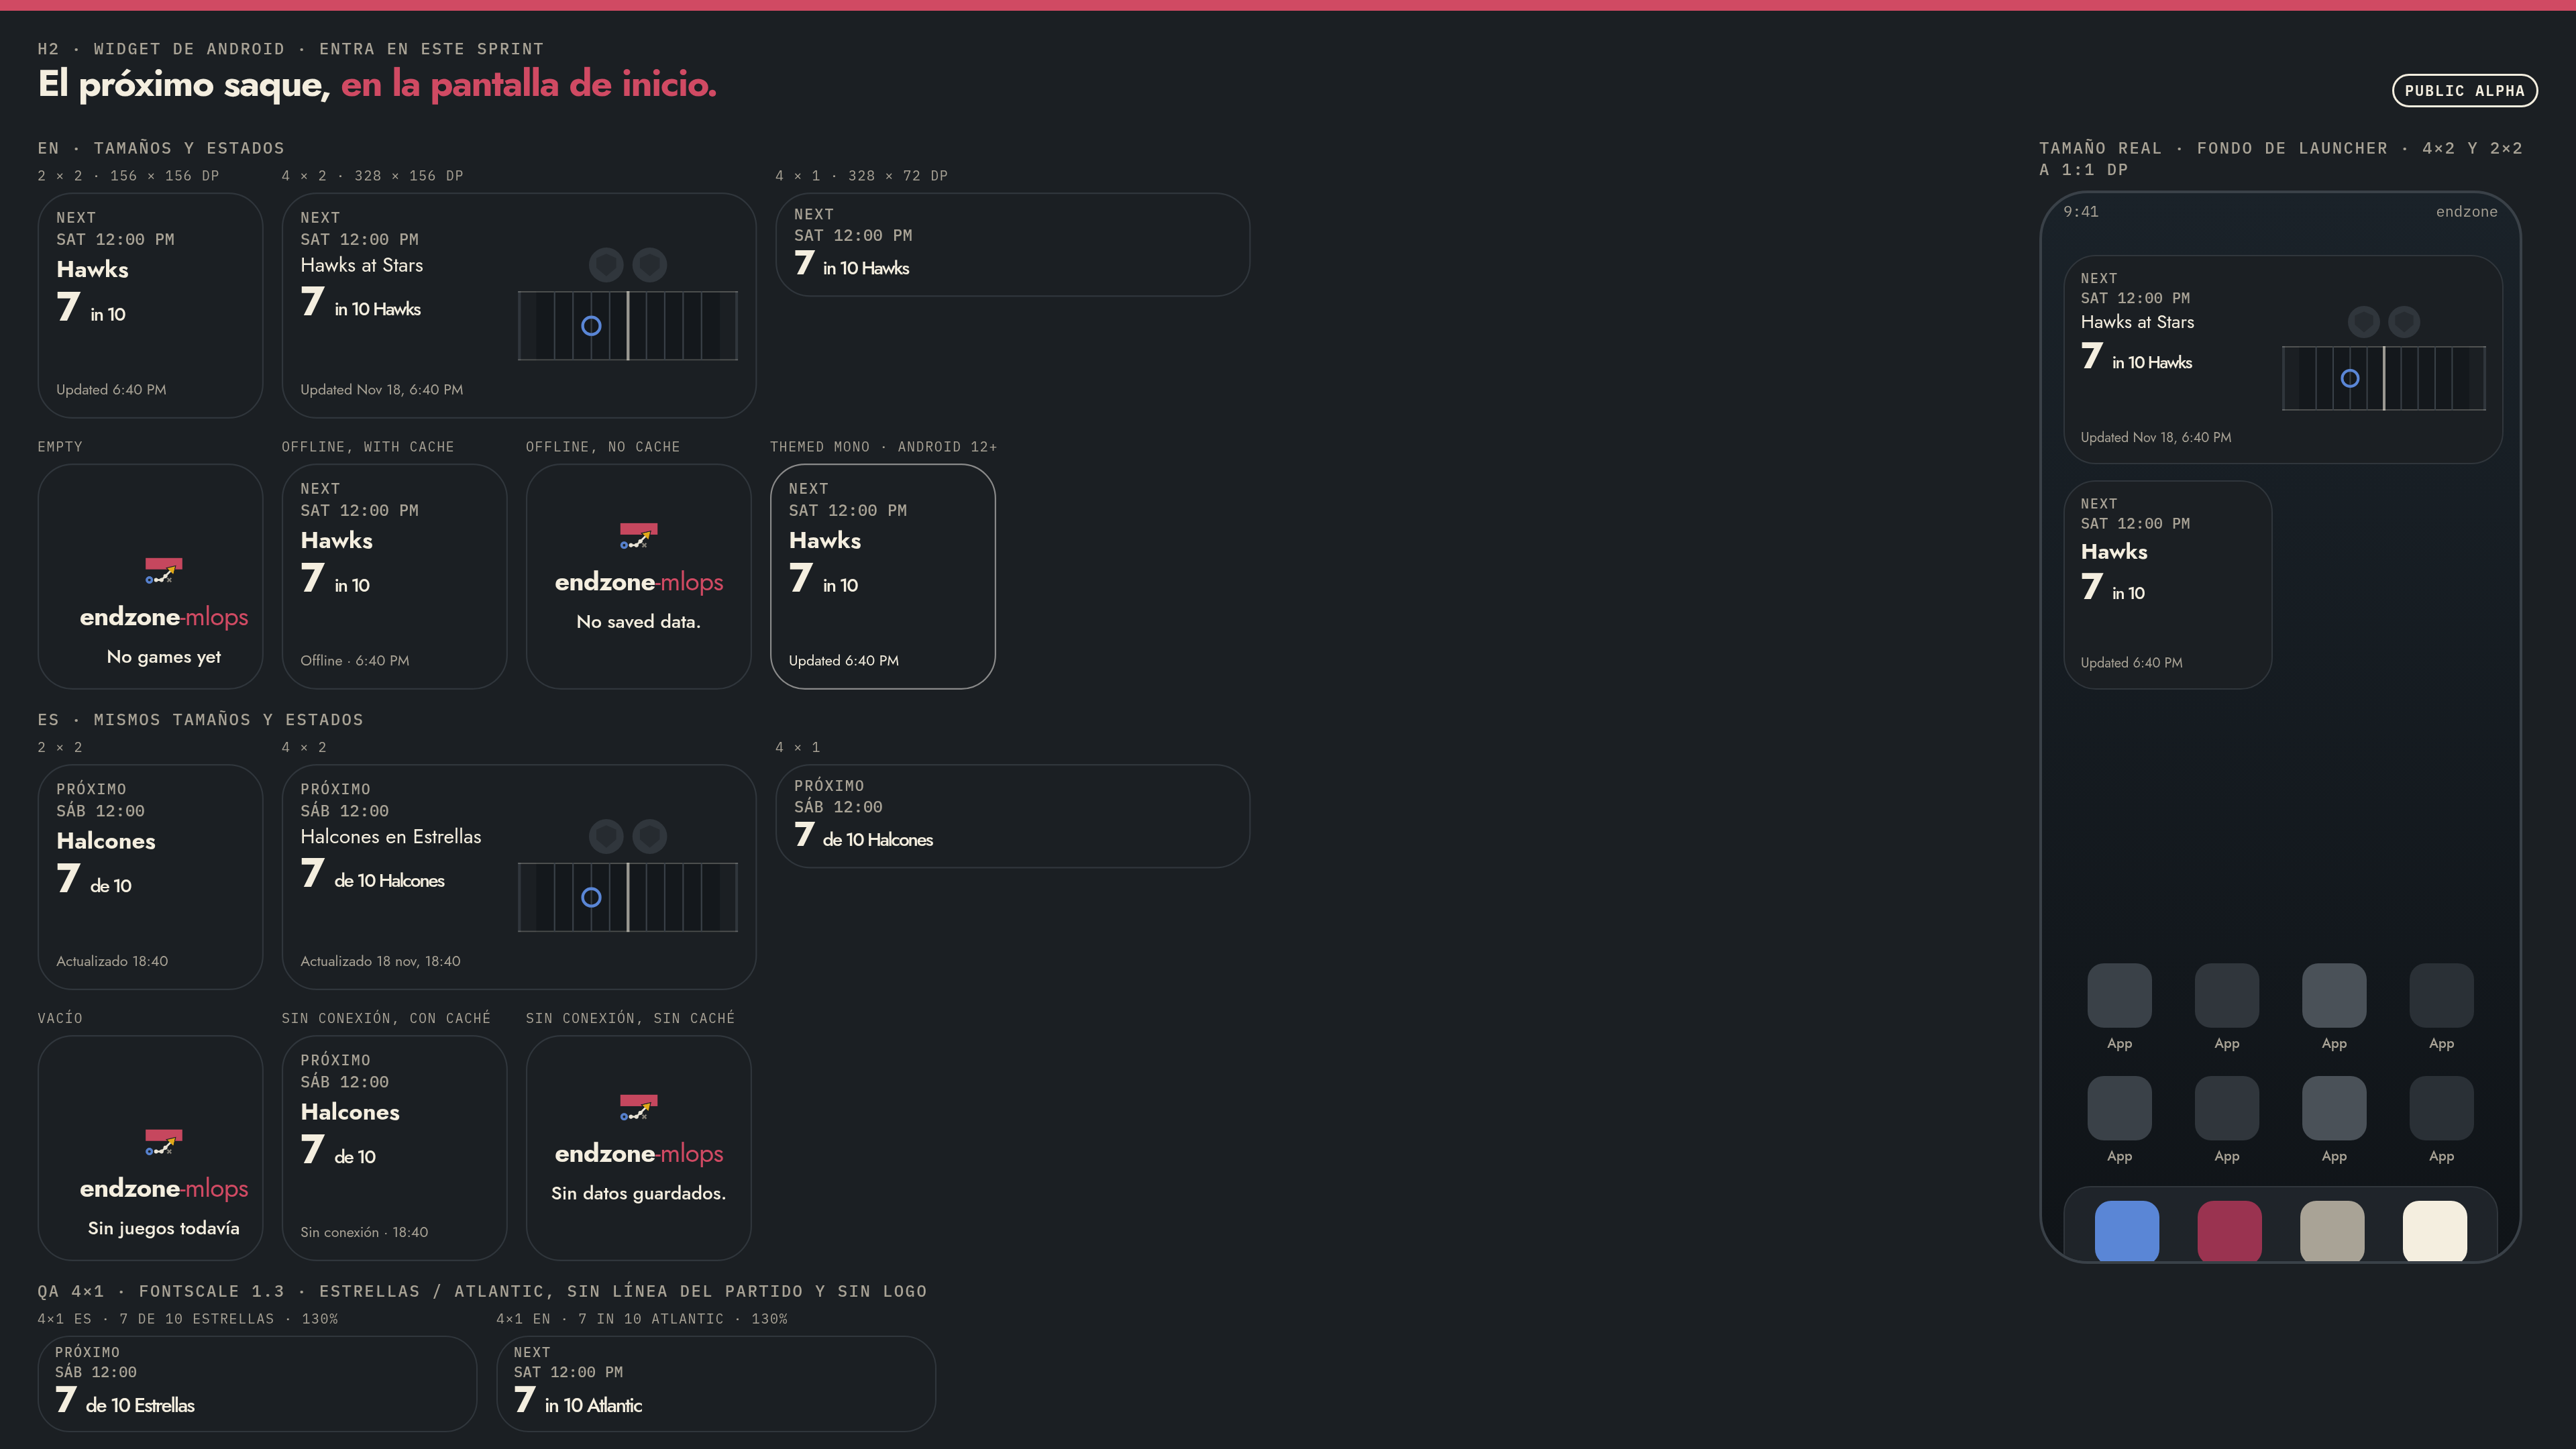 H2 · WIDGET DE ANDROID · ENTRA EN ESTE SPRINT
El próximo saque, en la pantalla de inicio.
PUBLIC ALPHA
EN · TAMAÑOS Y ESTADOS
2 × 2 · 156 × 156 DP
4 × 2 · 328 × 156 DP
4 × 1 · 328 × 72 DP
NEXT
SAT 12:00 PM
Hawks
7 in 10
Updated 6:40 PM
NEXT
SAT 12:00 PM
Hawks at Stars
7 in 10 Hawks
Updated Nov 18, 6:40 PM
NEXT
SAT 12:00 PM
7 in 10 Hawks
EMPTY
OFFLINE, WITH CACHE
OFFLINE, NO CACHE
THEMED MONO · ANDROID 12+
endzone-mlops
No games yet
NEXT
SAT 12:00 PM
Hawks
7 in 10
Offline · 6:40 PM
endzone-mlops
No saved data.
NEXT
SAT 12:00 PM
Hawks
7 in 10
Updated 6:40 PM
ES · MISMOS TAMAÑOS Y ESTADOS
2 × 2
4 × 2
4 × 1
PRÓXIMO
SÁB 12:00
Halcones
7 de 10
Actualizado 18:40
PRÓXIMO
SÁB 12:00
Halcones en Estrellas
7 de 10 Halcones
Actualizado 18 nov, 18:40
PRÓXIMO
SÁB 12:00
7 de 10 Halcones
VACÍO
SIN CONEXIÓN, CON CACHÉ
SIN CONEXIÓN, SIN CACHÉ
endzone-mlops
Sin juegos todavía
PRÓXIMO
SÁB 12:00
Halcones
7 de 10
Sin conexión · 18:40
endzone-mlops
Sin datos guardados.
QA 4×1 · FONTSCALE 1.3 · ESTRELLAS / ATLANTIC, SIN LÍNEA DEL PARTIDO Y SIN LOGO
4×1 ES · 7 DE 10 ESTRELLAS · 130%
4×1 EN · 7 IN 10 ATLANTIC · 130%
PRÓXIMO
SÁB 12:00
7 de 10 Estrellas
NEXT
SAT 12:00 PM
7 in 10 Atlantic
TAMAÑO REAL · FONDO DE LAUNCHER · 4×2 Y 2×2
A 1:1 DP
9:41
endzone
NEXT
SAT 12:00 PM
Hawks at Stars
7 in 10 Hawks
Updated Nov 18, 6:40 PM
NEXT
SAT 12:00 PM
Hawks
7 in 10
Updated 6:40 PM
App
App
App
App
App
App
App
App